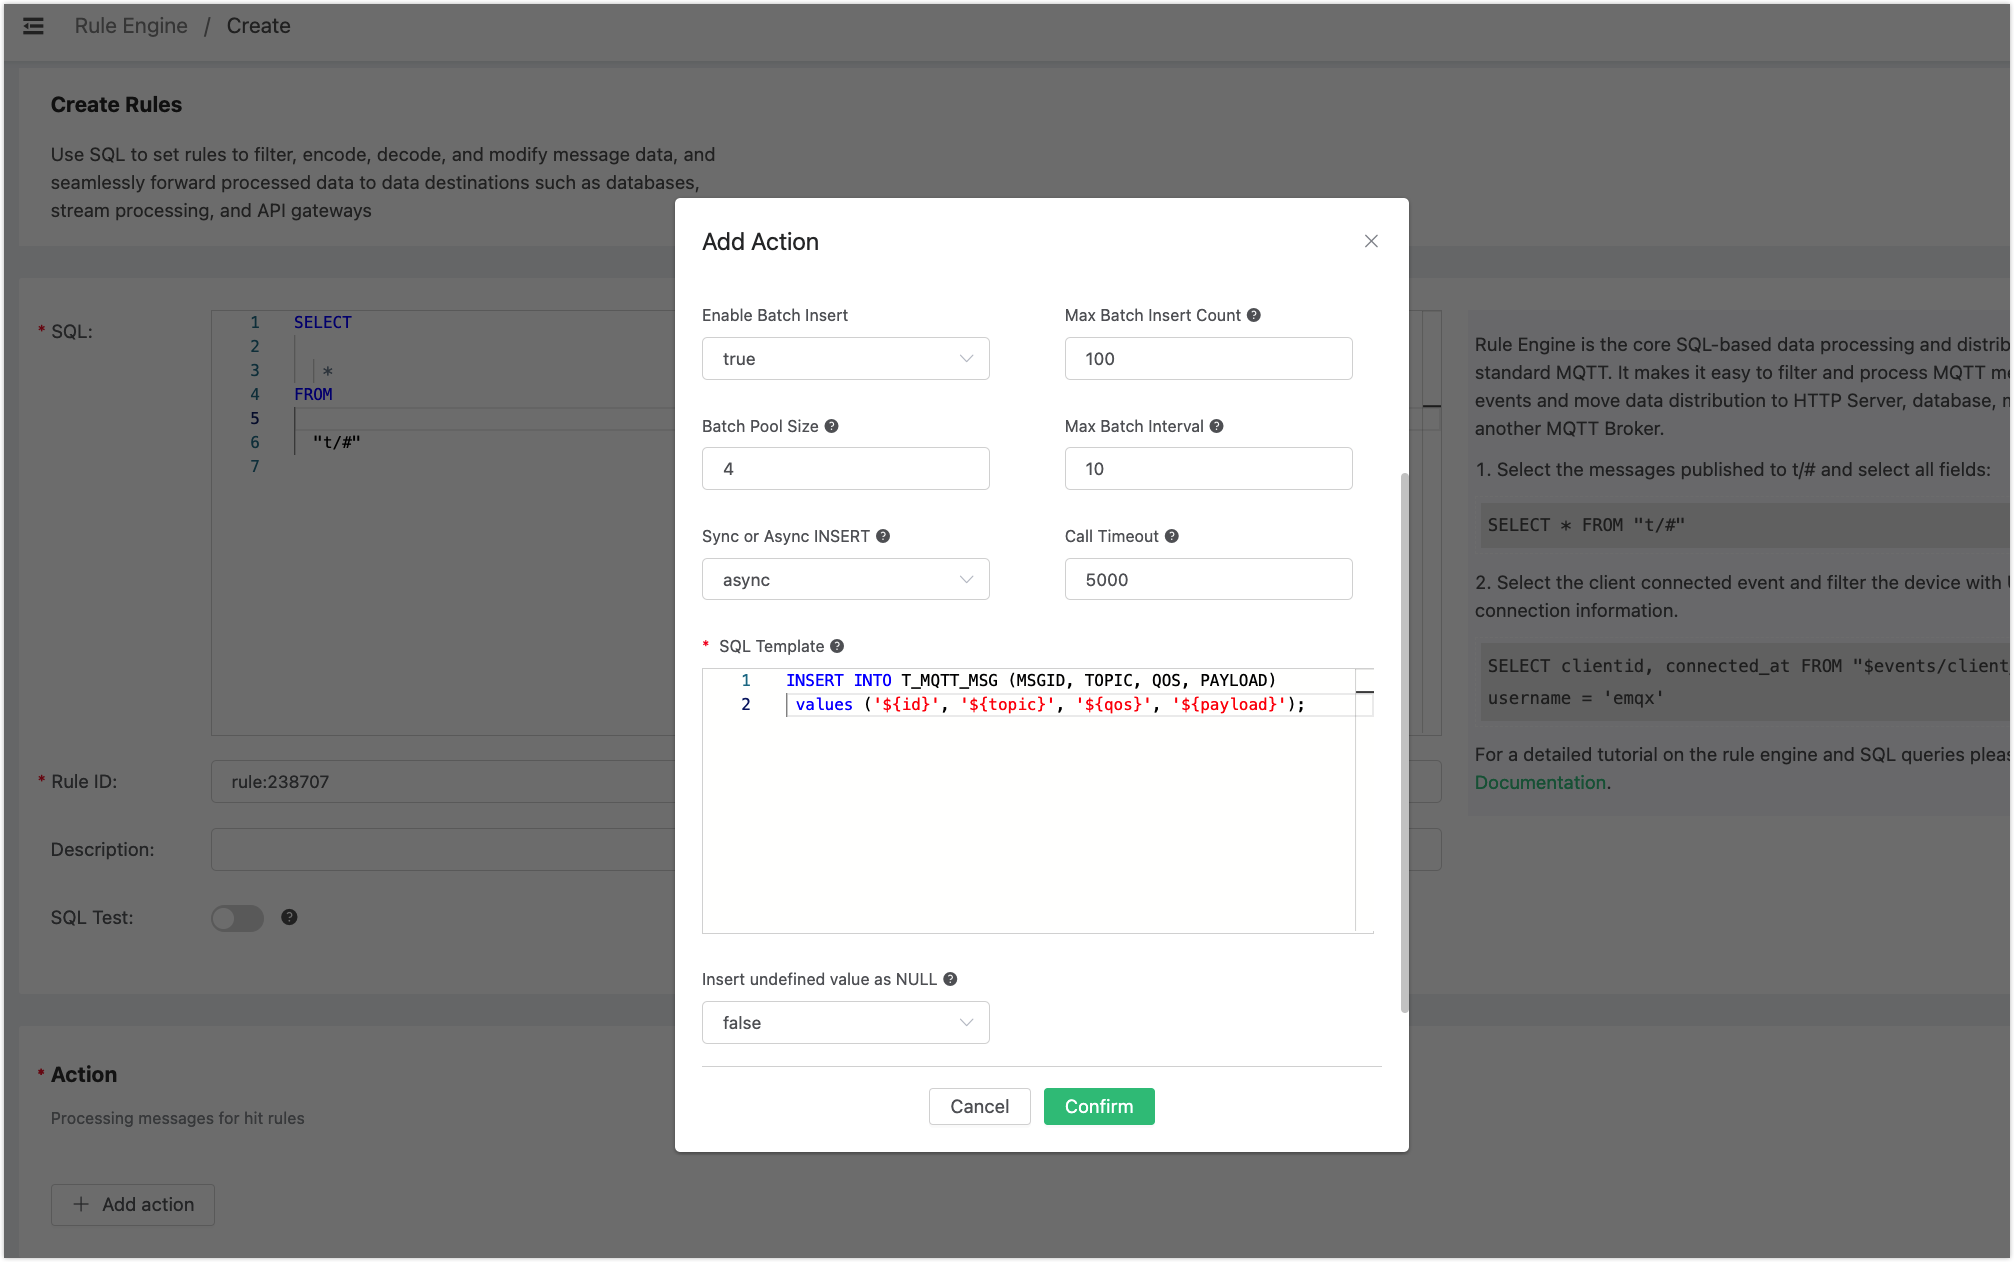 Rule Engine / Create
Create Rules
Use SQL to set rules to filter, encode, decode, and modify message data, and
seamlessly forward processed data to data destinations such as databases,
stream processing, and API gateways
* SQL:
1 SELECT
2
3 *
4 FROM
5
6 "t/#"
7
Rule Engine is the core SQL-based data processing and distrib
standard MQTT. It makes it easy to filter and process MQTT
events and move data distribution to HTTP Server, database,
another MQTT Broker.
1. Select the messages published to t/# and select all fields:
SELECT * FROM "t/#"
2. Select the client connected event and filter the device with
connection information.
SELECT clientid, connected_at FROM "$events/client
username = 'emqx'
For a detailed tutorial on the rule engine and SQL queries pleas
Documentation.
* Rule ID:
rule:238707
Description:
SQL Test:
* Action
Processing messages for hit rules
+ Add action
Add Action
Enable Batch Insert
true
Max Batch Insert Count
100
Batch Pool Size
4
Max Batch Interval
10
Sync or Async INSERT
async
Call Timeout
5000
* SQL Template
1 INSERT INTO T_MQTT_MSG (MSGID, TOPIC, QOS, PAYLOAD)
2 values ('${id}', '${topic}', '${qos}', '${payload}');
Insert undefined value as NULL
false
Cancel
Confirm